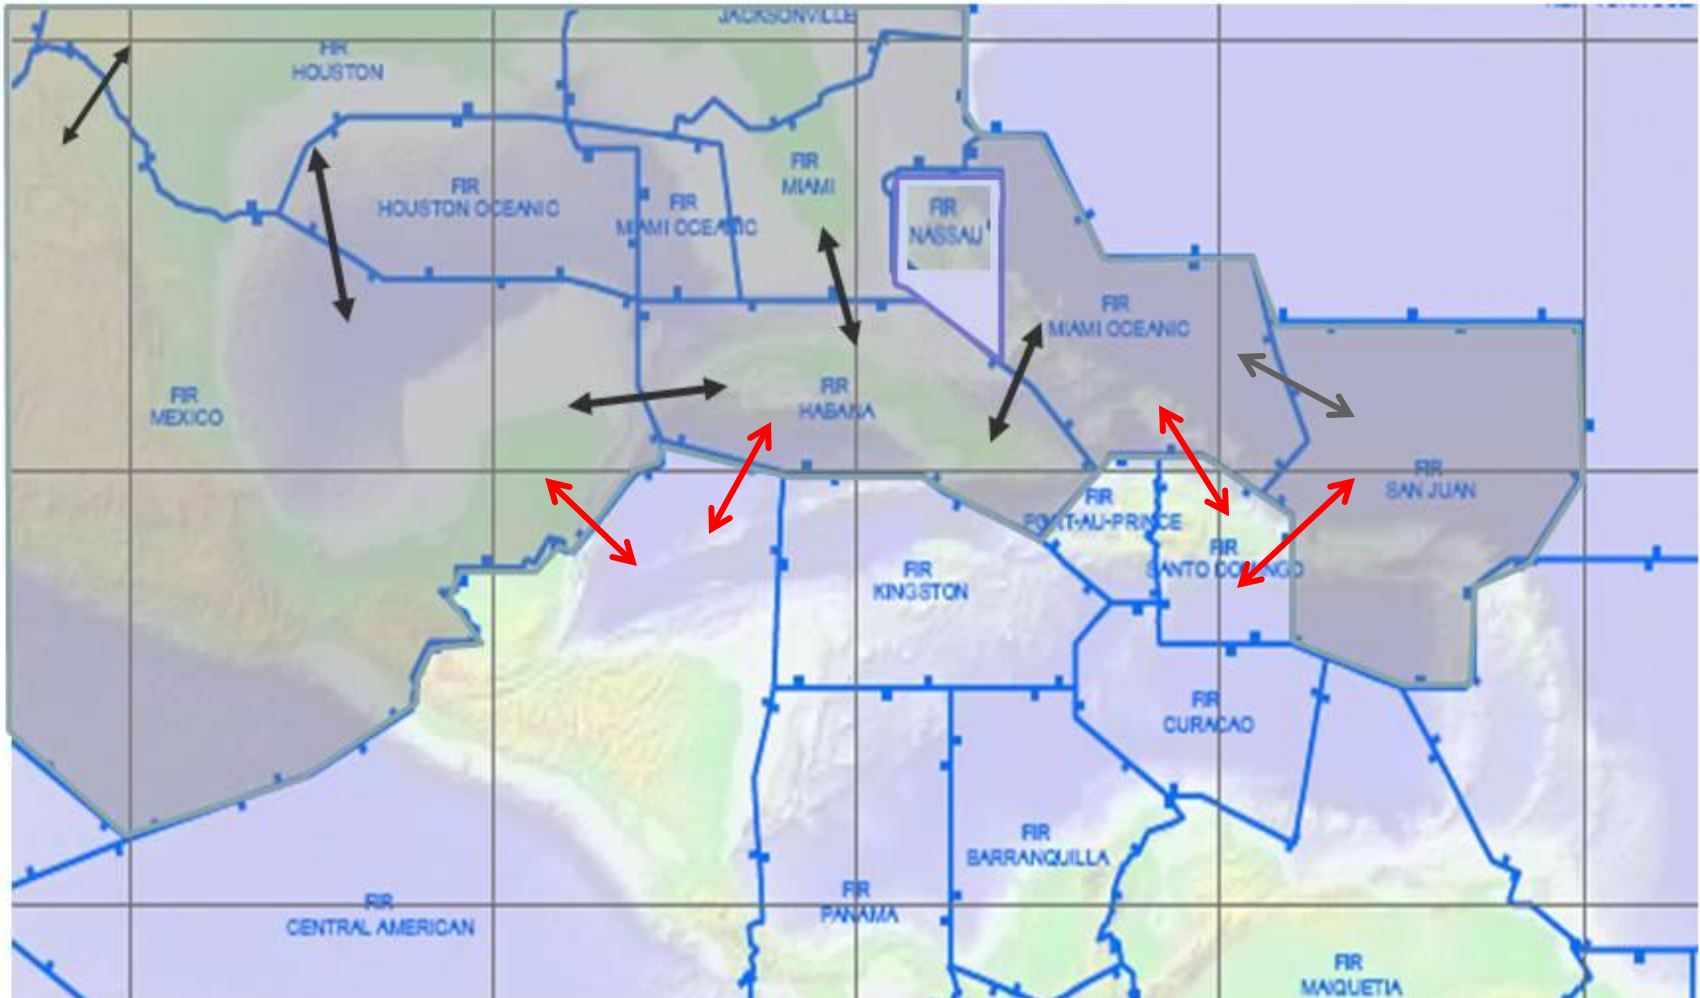 JACKSONVILLE
FIR
HOUSTON
FIR
HOUSTON OCEANIC
FIR
MIAMI OCEANIC
FIR
MIAMI
FIR
NASSAU
FIR
MIAMI OCEANIC
FIR
MEXICO
FIR
HABANA
FIR
SAN JUAN
FIR
PORT-AU-PRINCE
FIR
SANTO DOMINGO
FIR
KINGSTON
FIR
CURACAO
FIR
BARRANQUILLA
FIR
PANAMA
FIR
CENTRAL AMERICAN
FIR
MAIQUETIA